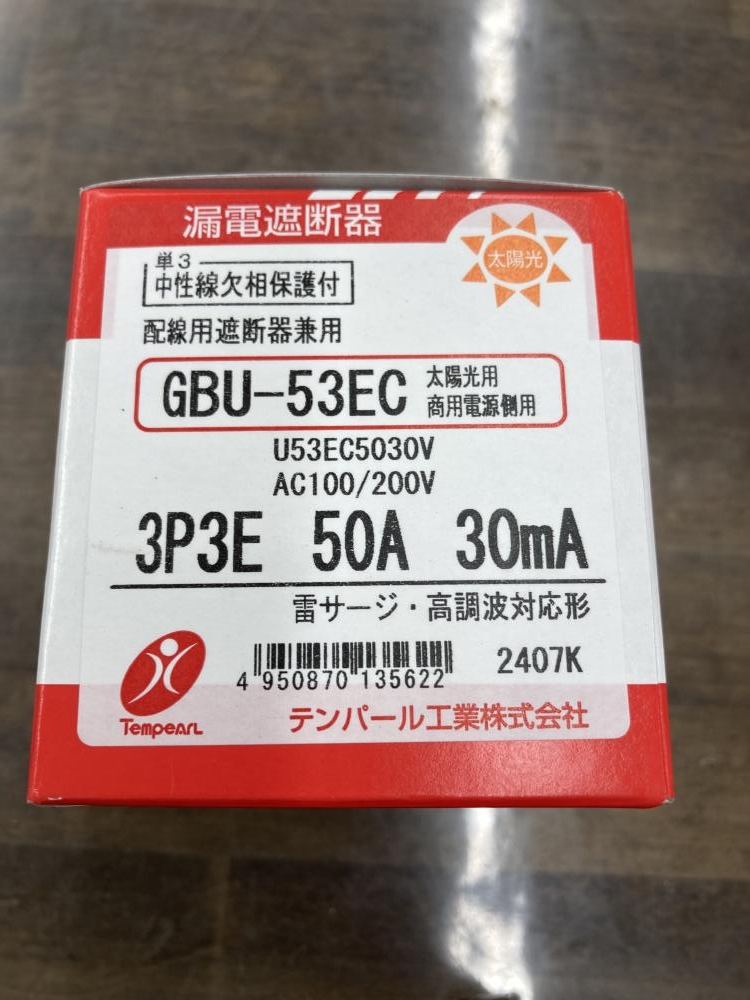 漏電遮断器
太陽光
単3
中性線欠相保護付
配線用遮断器兼用
GBU-53EC
太陽光用
商用電源側用
U53EC5030V
AC100/200V
3P3E 50A 30mA
雷サージ・高調波対応形
4 950870 135622
2407K
TempearL
テンパール工業株式会社